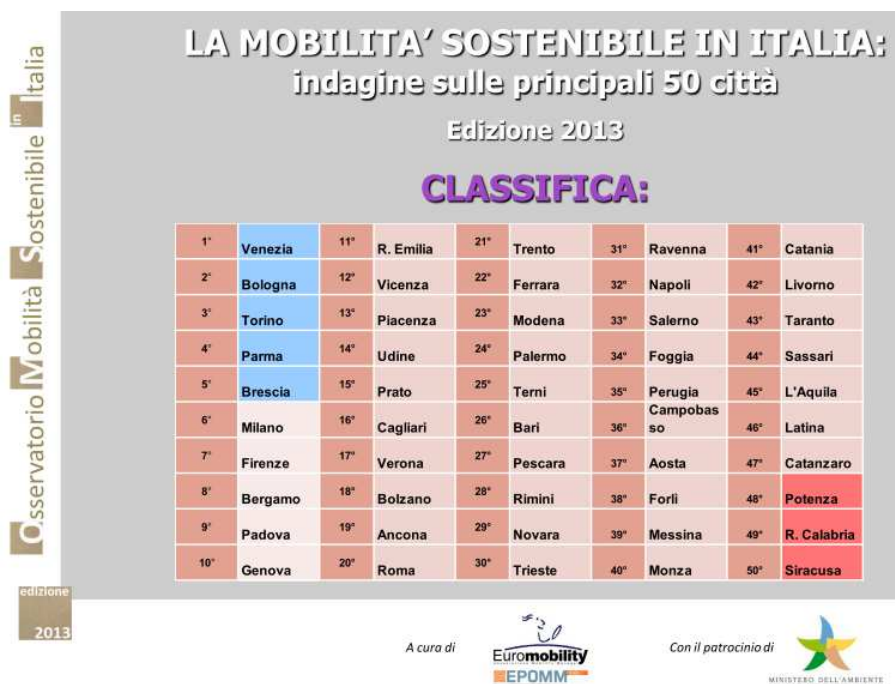 LA MOBILITA' SOSTENIBILE IN ITALIA:
indagine sulle principali 50 città
Edizione 2013
CLASSIFICA:
Osservatorio Mobilità Sostenibile in Italia
1° Venezia 11° R. Emilia 21° Trento 31° Ravenna 41° Catania
2° Bologna 12° Vicenza 22° Ferrara 32° Napoli 42° Livorno
3° Torino 13° Piacenza 23° Modena 33° Salerno 43° Taranto
4° Parma 14° Udine 24° Palermo 34° Foggia 44° Sassari
5° Brescia 15° Prato 25° Terni 35° Perugia 45° L'Aquila
6° Milano 16° Cagliari 26° Bari 36° Campobas
so 46° Latina
7° Firenze 17° Verona 27° Pescara 37° Aosta 47° Catanzaro
8° Bergamo 18° Bolzano 28° Rimini 38° Forlì 48° Potenza
9° Padova 19° Ancona 29° Novara 39° Messina 49° R. Calabria
10° Genova 20° Roma 30° Trieste 40° Monza 50° Siracusa
edizione
2013
A cura di
Euromobility
EPOMM
Con il patrocinio di
MINISTERO DELL'AMBIENTE